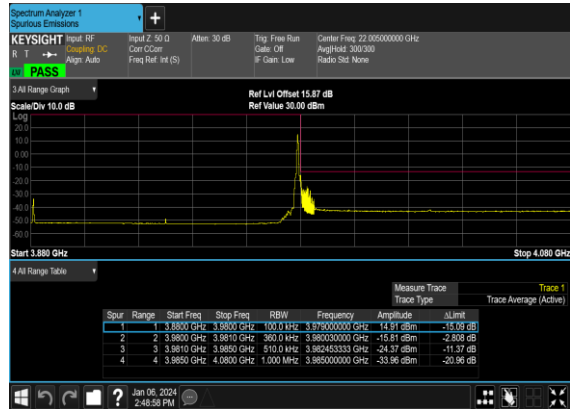 Spectrum Analyzer 1
Spurious Emissions
+
KEYSIGHT Input: RF Input Z: 50 Ω Atten: 30 dB Trig: Free Run Center Freq: 22.005000000 GHz
R T Coupling: DC Corr CCorr Gate: Off Avg|Hold: 300/300
Align: Auto Freq Ref: Int (S) IF Gain: Low Radio Std: None
PASS
3 All Range Graph
Ref Lvl Offset 15.87 dB
Scale/Div 10.0 dB Ref Value 30.00 dBm
Log
20.0
10.0
0.00
-10.0
-20.0
-30.0
-40.0
-50.0
-60.0
Start 3.880 GHz Stop 4.080 GHz
4 All Range Table
Measure Trace Trace 1
Trace Type Trace Average (Active)
Spur Range Start Freq Stop Freq RBW Frequency Amplitude ΔLimit
1 1 3.8800 GHz 3.9800 GHz 100.0 kHz 3.979000000 GHz 14.91 dBm -15.09 dB
2 2 3.9800 GHz 3.9810 GHz 360.0 kHz 3.980030000 GHz -15.81 dBm -2.808 dB
3 3 3.9810 GHz 3.9850 GHz 510.0 kHz 3.982453333 GHz -24.37 dBm -11.37 dB
4 4 3.9850 GHz 4.0800 GHz 1.000 MHz 3.985000000 GHz -33.96 dBm -20.96 dB
? Jan 06, 2024
2:48:58 PM